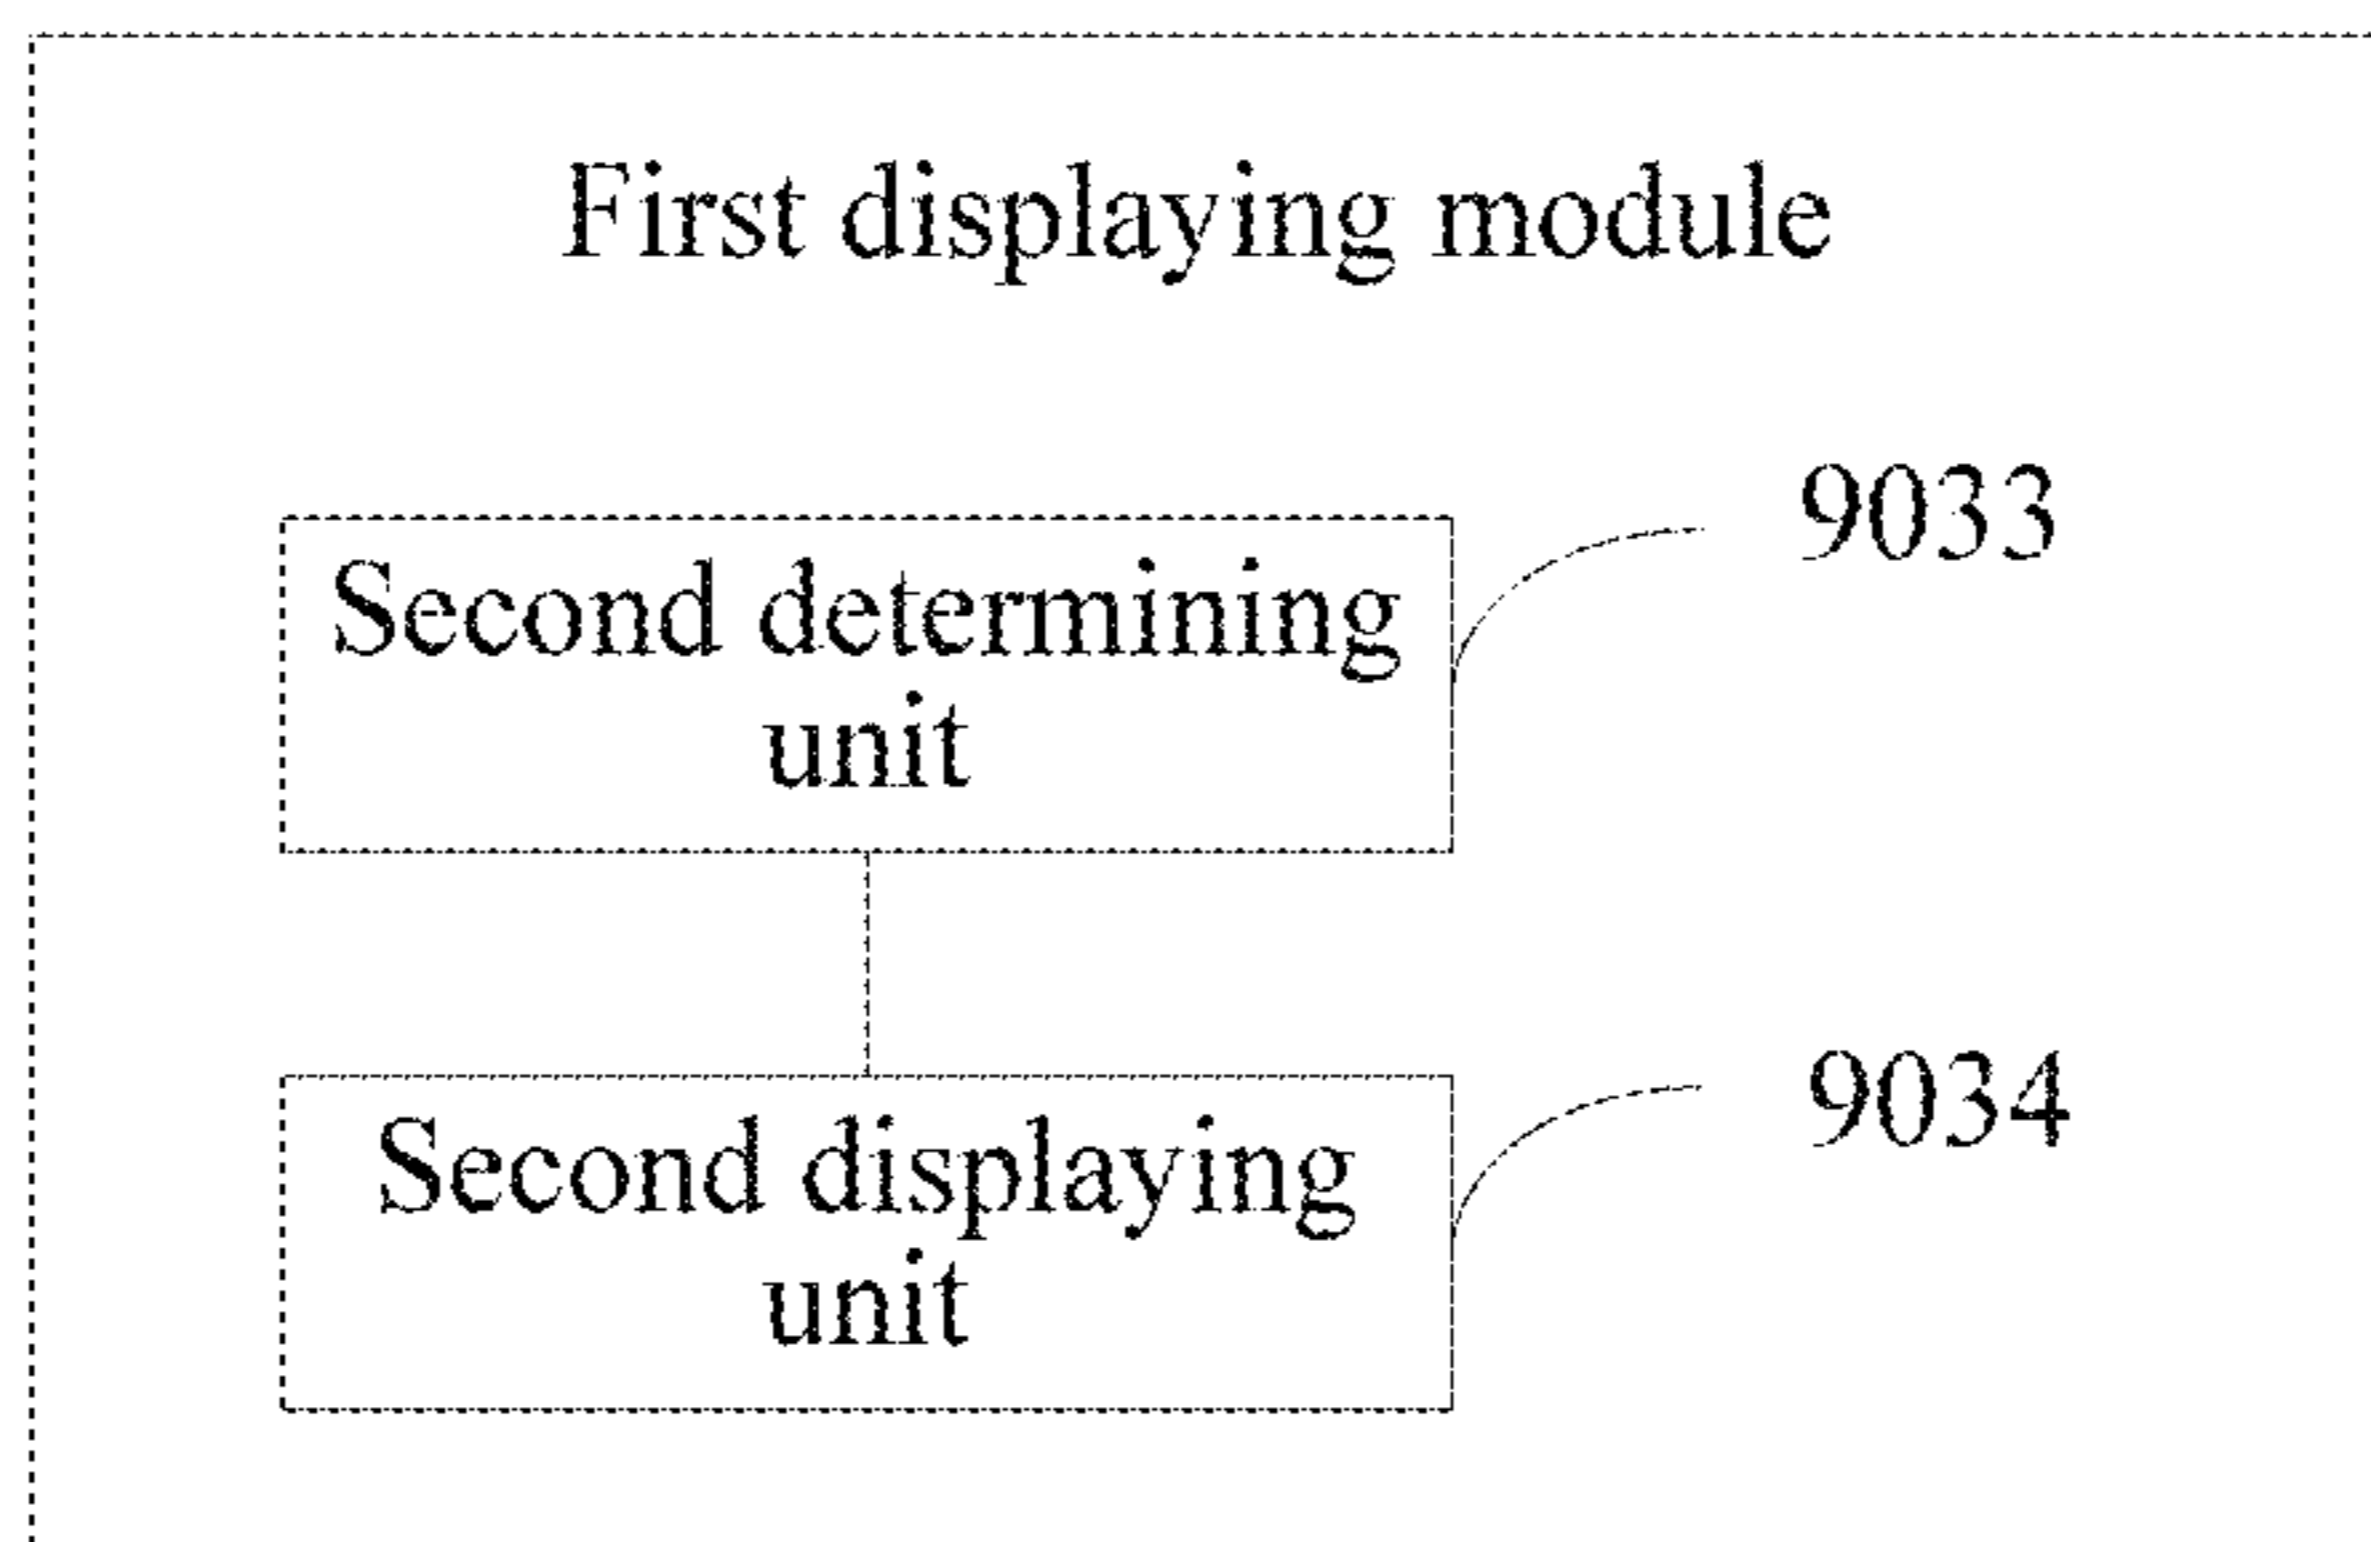 First displaying module
9033
Second determining
unit
9034
Second displaying
unit